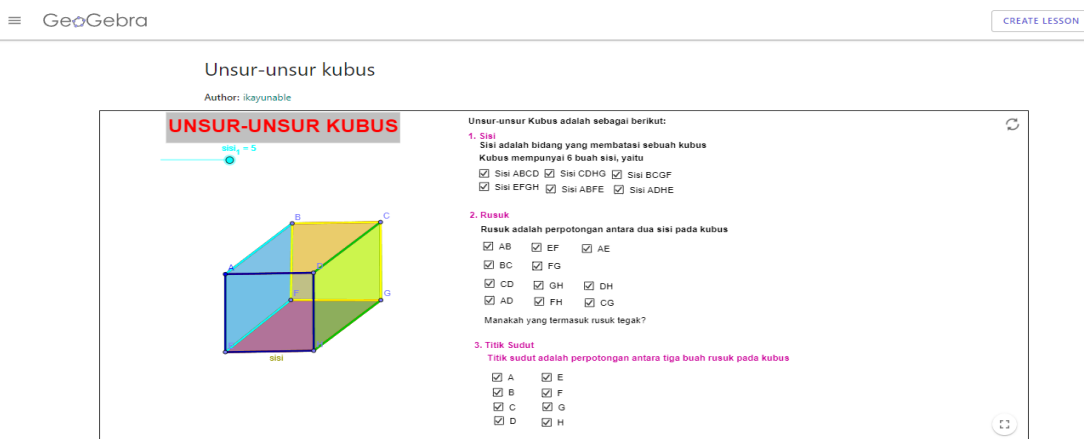 GeoGebra
CREATE LESSON
Unsur-unsur kubus
Author: ikayunable
UNSUR-UNSUR KUBUS
sisi₁ = 5
B
C
A
D
F
G
E
sisi
Unsur-unsur Kubus adalah sebagai berikut:
1. Sisi
Sisi adalah bidang yang membatasi sebuah kubus
Kubus mempunyai 6 buah sisi, yaitu
Sisi ABCD Sisi CDHG Sisi BCGF
Sisi EFGH Sisi ABFE Sisi ADHE
2. Rusuk
Rusuk adalah perpotongan antara dua sisi pada kubus
AB EF AE
BC FG
CD GH DH
AD FH CG
Manakah yang termasuk rusuk tegak?
3. Titik Sudut
Titik sudut adalah perpotongan antara tiga buah rusuk pada kubus
A E
B F
C G
D H